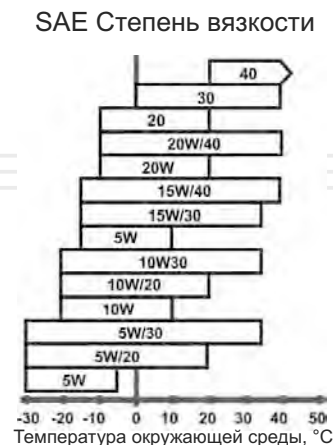 SAE Степень вязкости
40
30
20
20W/40
20W
15W/40
15W/30
5W
10W30
10W/20
10W
5W/30
5W/20
5W
-30 -20 -10 0 10 20 30 40 50
Температура окружающей среды, °C